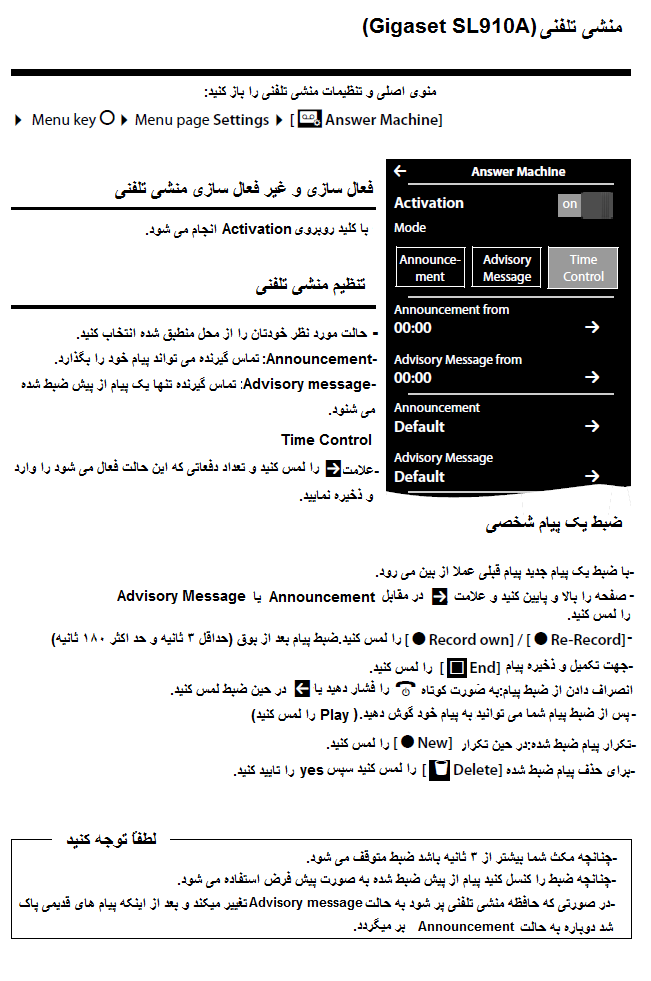 منشی تلفنی (Gigaset SL910A)
منوی اصلی و تنظیمات منشی تلفنی را باز کنید:
Menu key Menu page Settings [ Answer Machine]
فعال سازی و غیر فعال سازی منشی تلفنی
با کلید روبروی Activation انجام می شود.
تنظیم منشی تلفنی
- حالت مورد نظر خودتان را از محل منطبق شده انتخاب کنید.
-Announcement: تماس گیرنده می تواند پیام خود را بگذارد.
-Advisory message: تماس گیرنده تنها یک پیام از پیش ضبط شده
می شنود.
Time Control
-علامت → را لمس کنید و تعداد دفعاتی که این حالت فعال می شود را وارد
و ذخیره نمایید.
← Answer Machine
Activation on
Mode
Announce-
ment
Advisory
Message
Time
Control
Announcement from
00:00 →
Advisory Message from
00:00 →
Announcement
Default →
Advisory Message
Default →
ضبط یک پیام شخصی
-با ضبط یک پیام جدید پیام قبلی عملا از بین می رود.
- صفحه را بالا و پایین کنید و علامت → در مقابل Announcement یا Advisory Message
را لمس کنید.
-[ ● Record own] / [ ● Re-Record] را لمس کنید.ضبط پیام بعد از بوق (حداقل ۳ ثانیه و حد اکثر ۱۸۰ ثانیه)
-جهت تکمیل و ذخیره پیام [ End] را لمس کنید.
انصراف دادن از ضبط پیام:به صورت کوتاه را فشار دهید یا ← در حین ضبط لمس کنید.
- پس از ضبط پیام شما می توانید به پیام خود گوش دهید.( Play را لمس کنید)
-تکرار پیام ضبط شده:در حین تکرار [ ● New] را لمس کنید.
-برای حذف پیام ضبط شده [ Delete] را لمس کنید سپس yes را تایید کنید.
لطفاً توجه کنید
-چنانچه مکث شما بیشتر از ۳ ثانیه باشد ضبط متوقف می شود.
-چنانچه ضبط را کنسل کنید پیام از پیش ضبط شده به صورت پیش فرض استفاده می شود.
-در صورتی که حافظه منشی تلفنی پر شود به حالت Advisory message تغییر میکند و بعد از اینکه پیام های قدیمی پاک
شد دوباره به حالت Announcement بر میگردد.